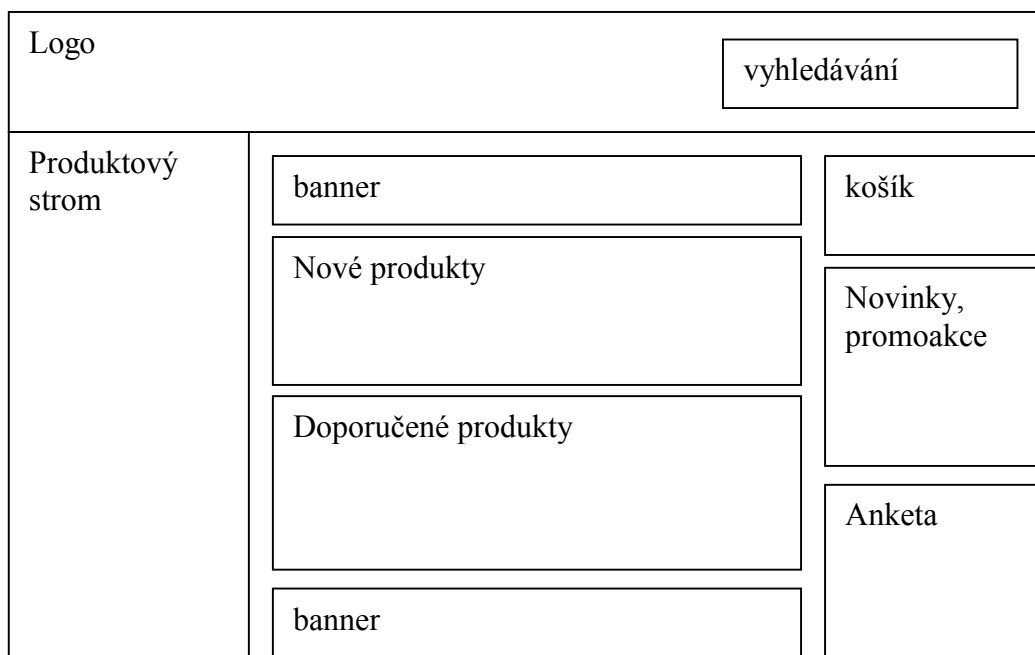 Logo
vyhledávání
Produktový
strom
banner
Nové produkty
Doporučené produkty
banner
košík
Novinky,
promoakce
Anketa